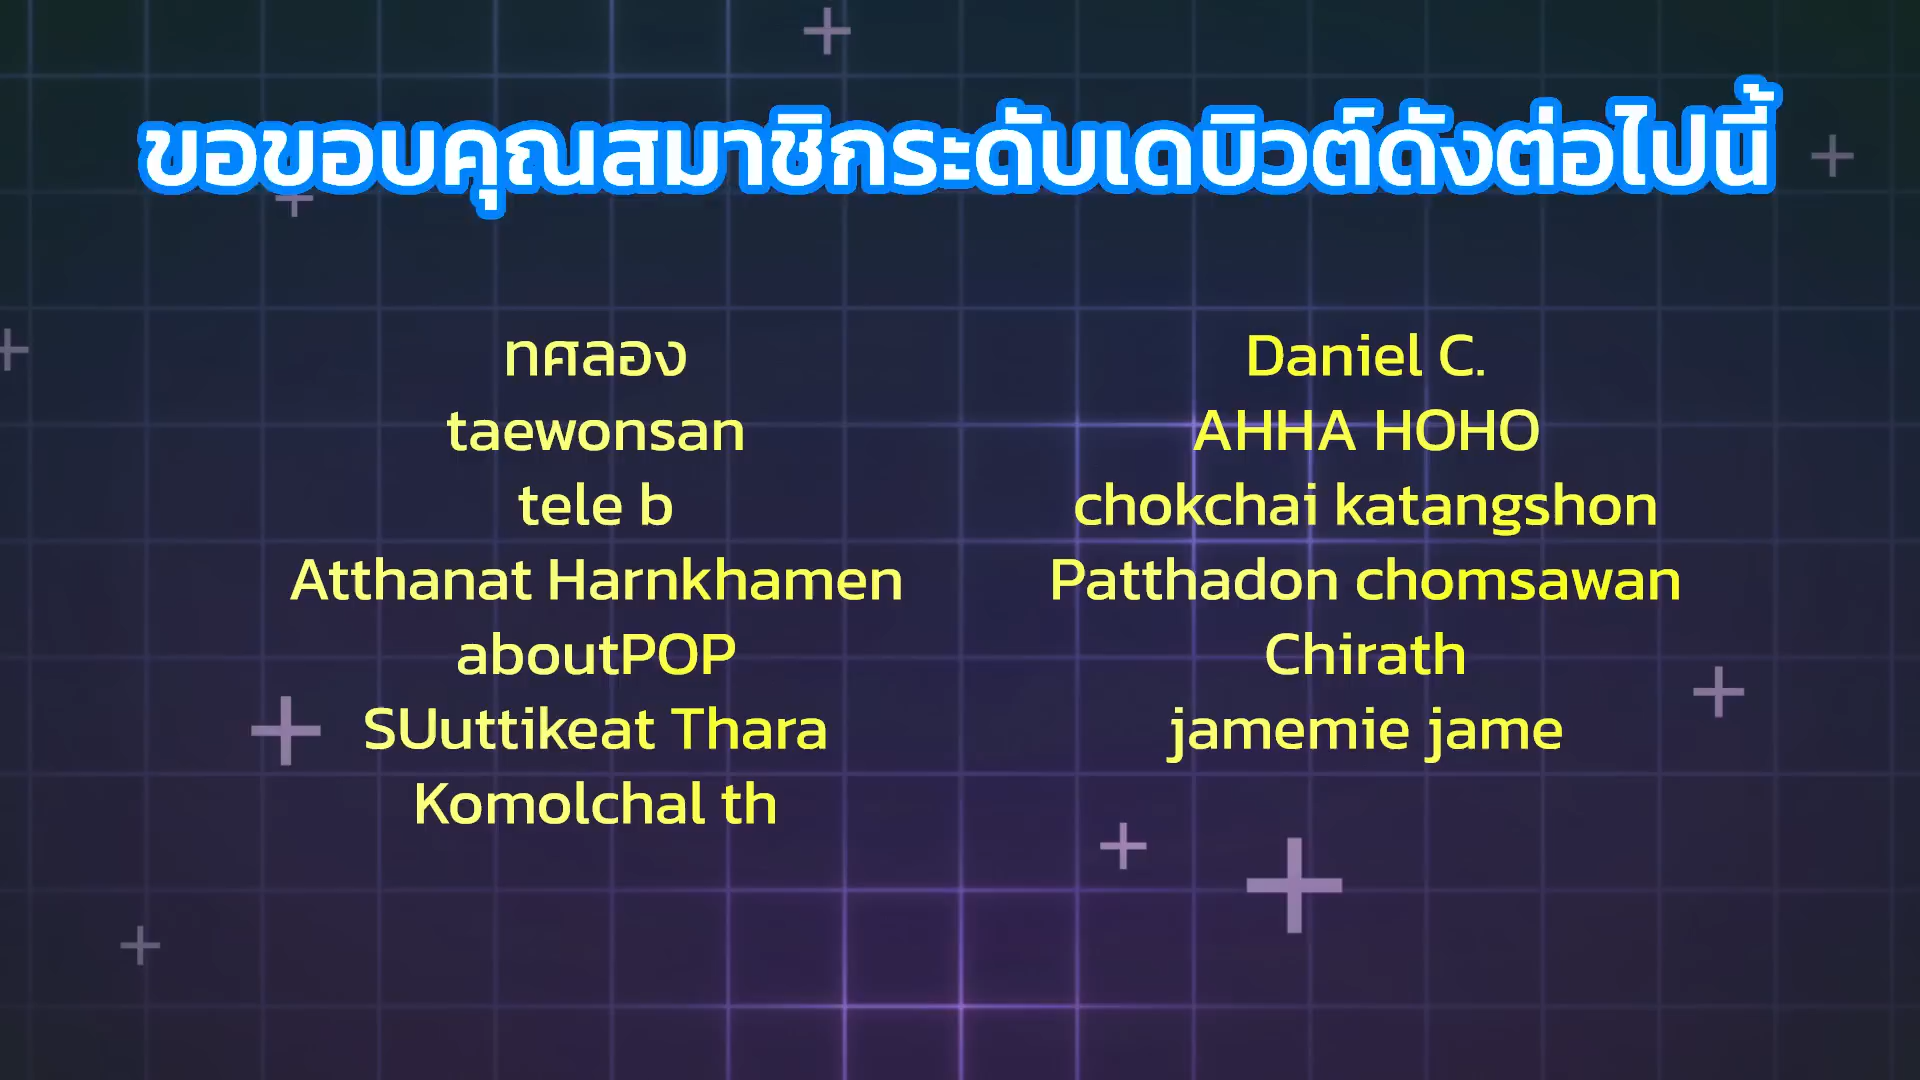 ขอขอบคุณสมาชิกระดับเดบิวต์ดังต่อไปนี้
ทศลอง
taewonsan
tele b
Atthanat Harnkhamen
aboutPOP
SUuttikeat Thara
Komolchal th
Daniel C.
AHHA HOHO
chokchai katangshon
Patthadon chomsawan
Chirath
jamemie jame